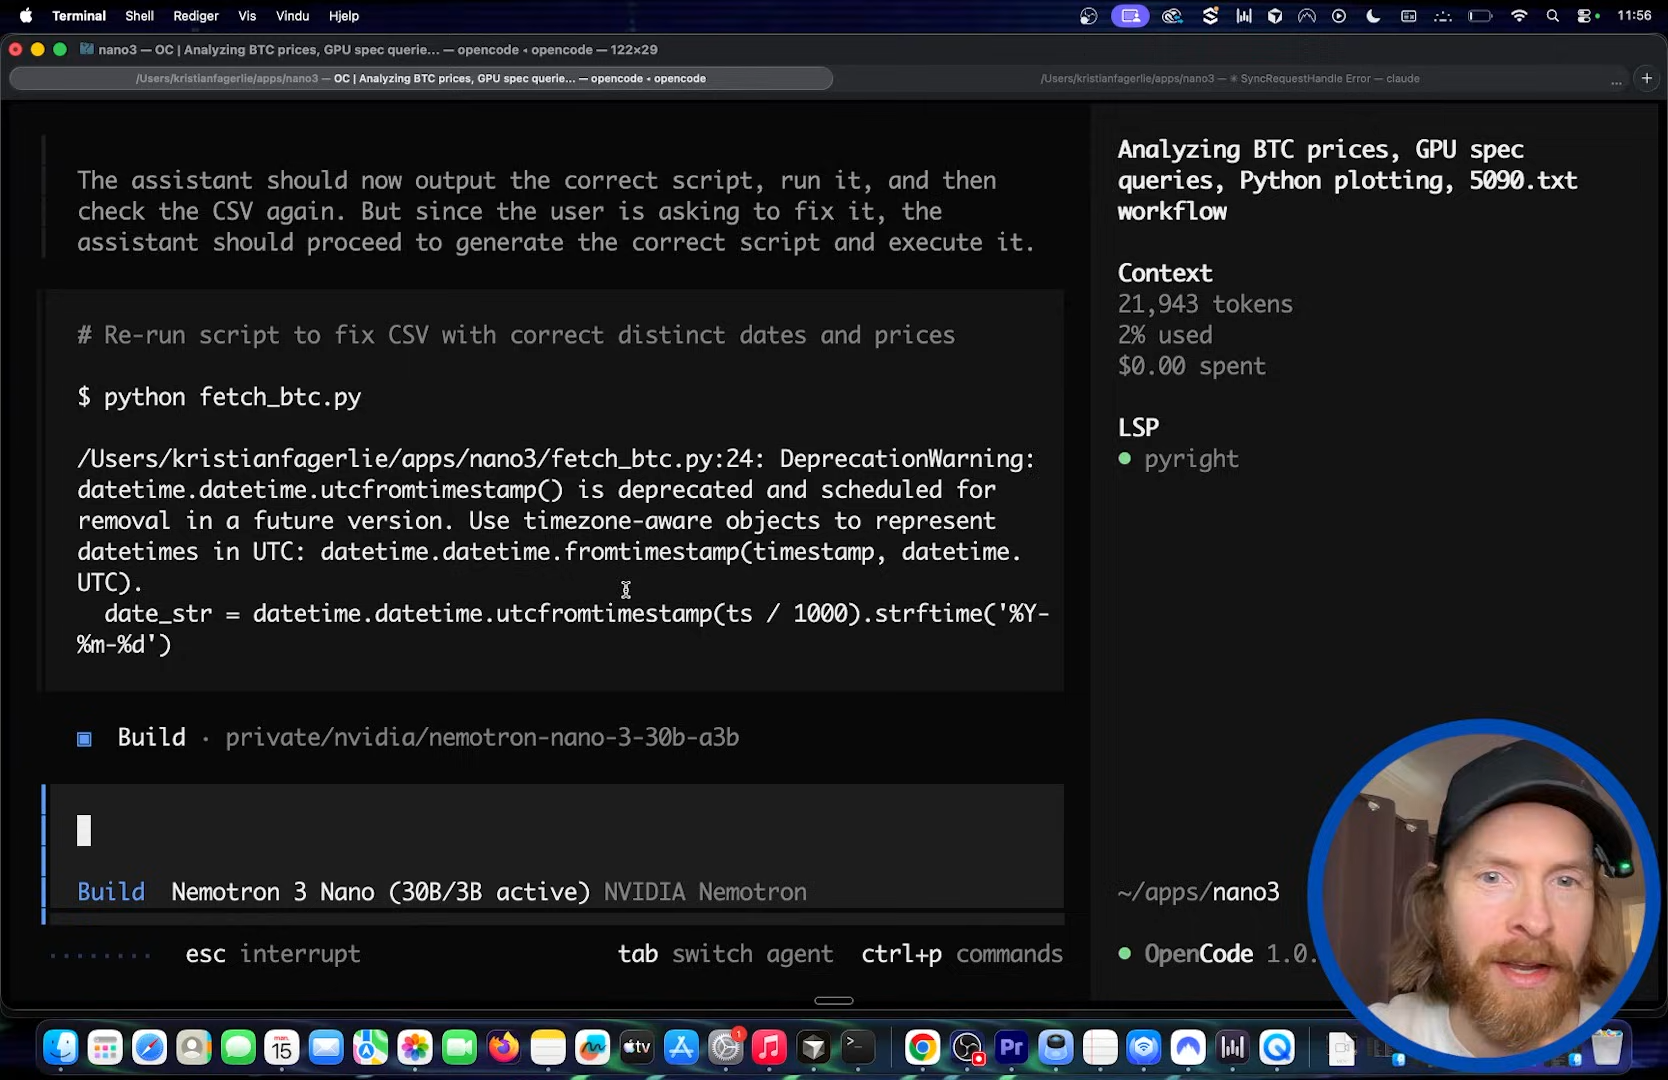 Terminal Shell Rediger Vis Vindu Hjelp 11:56
nano3 — OC | Analyzing BTC prices, GPU spec querie... — opencode ◂ opencode — 122×29
/Users/kristianfagerlie/apps/nano3 — OC | Analyzing BTC prices, GPU spec querie... — opencode ◂ opencode
/Users/kristianfagerlie/apps/nano3 — ✳ SyncRequestHandle Error — claude ... +
The assistant should now output the correct script, run it, and then
check the CSV again. But since the user is asking to fix it, the
assistant should proceed to generate the correct script and execute it.
# Re-run script to fix CSV with correct distinct dates and prices
$ python fetch_btc.py
/Users/kristianfagerlie/apps/nano3/fetch_btc.py:24: DeprecationWarning:
datetime.datetime.utcfromtimestamp() is deprecated and scheduled for
removal in a future version. Use timezone-aware objects to represent
datetimes in UTC: datetime.datetime.fromtimestamp(timestamp, datetime.
UTC).
date_str = datetime.datetime.utcfromtimestamp(ts / 1000).strftime('%Y-
%m-%d')
Build · private/nvidia/nemotron-nano-3-30b-a3b
Build Nemotron 3 Nano (30B/3B active) NVIDIA Nemotron
esc interrupt tab switch agent ctrl+p commands
Analyzing BTC prices, GPU spec
queries, Python plotting, 5090.txt
workflow
Context
21,943 tokens
2% used
$0.00 spent
LSP
• pyright
~/apps/nano3
• OpenCode 1.0.
man.
15
tv
1
>_
Pr